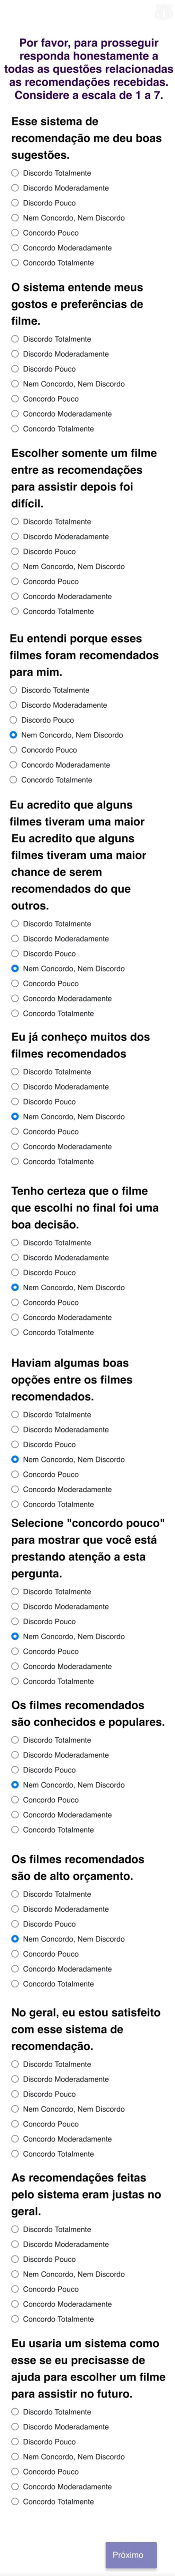 Por favor, para prosseguir
responda honestamente a
todas as questões relacionadas
as recomendações recebidas.
Considere a escala de 1 a 7.
Esse sistema de
recomendação me deu boas
sugestões.
Discordo Totalmente
Discordo Moderadamente
Discordo Pouco
Nem Concordo, Nem Discordo
Concordo Pouco
Concordo Moderadamente
Concordo Totalmente
O sistema entende meus
gostos e preferências de
filme.
Discordo Totalmente
Discordo Moderadamente
Discordo Pouco
Nem Concordo, Nem Discordo
Concordo Pouco
Concordo Moderadamente
Concordo Totalmente
Escolher somente um filme
entre as recomendações
para assistir depois foi
difícil.
Discordo Totalmente
Discordo Moderadamente
Discordo Pouco
Nem Concordo, Nem Discordo
Concordo Pouco
Concordo Moderadamente
Concordo Totalmente
Eu entendi porque esses
filmes foram recomendados
para mim.
Discordo Totalmente
Discordo Moderadamente
Discordo Pouco
Nem Concordo, Nem Discordo
Concordo Pouco
Concordo Moderadamente
Concordo Totalmente
Eu acredito que alguns
filmes tiveram uma maior
Eu acredito que alguns
filmes tiveram uma maior
chance de serem
recomendados do que
outros.
Discordo Totalmente
Discordo Moderadamente
Discordo Pouco
Nem Concordo, Nem Discordo
Concordo Pouco
Concordo Moderadamente
Concordo Totalmente
Eu já conheço muitos dos
filmes recomendados
Discordo Totalmente
Discordo Moderadamente
Discordo Pouco
Nem Concordo, Nem Discordo
Concordo Pouco
Concordo Moderadamente
Concordo Totalmente
Tenho certeza que o filme
que escolhi no final foi uma
boa decisão.
Discordo Totalmente
Discordo Moderadamente
Discordo Pouco
Nem Concordo, Nem Discordo
Concordo Pouco
Concordo Moderadamente
Concordo Totalmente
Haviam algumas boas
opções entre os filmes
recomendados.
Discordo Totalmente
Discordo Moderadamente
Discordo Pouco
Nem Concordo, Nem Discordo
Concordo Pouco
Concordo Moderadamente
Concordo Totalmente
Selecione "concordo pouco"
para mostrar que você está
prestando atenção a esta
pergunta.
Discordo Totalmente
Discordo Moderadamente
Discordo Pouco
Nem Concordo, Nem Discordo
Concordo Pouco
Concordo Moderadamente
Concordo Totalmente
Os filmes recomendados
são conhecidos e populares.
Discordo Totalmente
Discordo Moderadamente
Discordo Pouco
Nem Concordo, Nem Discordo
Concordo Pouco
Concordo Moderadamente
Concordo Totalmente
Os filmes recomendados
são de alto orçamento.
Discordo Totalmente
Discordo Moderadamente
Discordo Pouco
Nem Concordo, Nem Discordo
Concordo Pouco
Concordo Moderadamente
Concordo Totalmente
No geral, eu estou satisfeito
com esse sistema de
recomendação.
Discordo Totalmente
Discordo Moderadamente
Discordo Pouco
Nem Concordo, Nem Discordo
Concordo Pouco
Concordo Moderadamente
Concordo Totalmente
As recomendações feitas
pelo sistema eram justas no
geral.
Discordo Totalmente
Discordo Moderadamente
Discordo Pouco
Nem Concordo, Nem Discordo
Concordo Pouco
Concordo Moderadamente
Concordo Totalmente
Eu usaria um sistema como
esse se eu precisasse de
ajuda para escolher um filme
para assistir no futuro.
Discordo Totalmente
Discordo Moderadamente
Discordo Pouco
Nem Concordo, Nem Discordo
Concordo Pouco
Concordo Moderadamente
Concordo Totalmente
Próximo